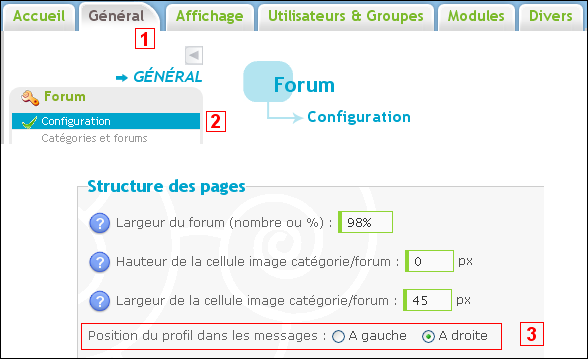 Accueil Général Affichage Utilisateurs & Groupes Modules Divers
1
GÉNÉRAL
Forum
Configuration
2
Catégories et forums
Forum
Configuration
Structure des pages
? Largeur du forum (nombre ou %) : 98%
? Hauteur de la cellule image catégorie/forum : 0 px
? Largeur de la cellule image catégorie/forum : 45 px
Position du profil dans les messages : A gauche A droite 3